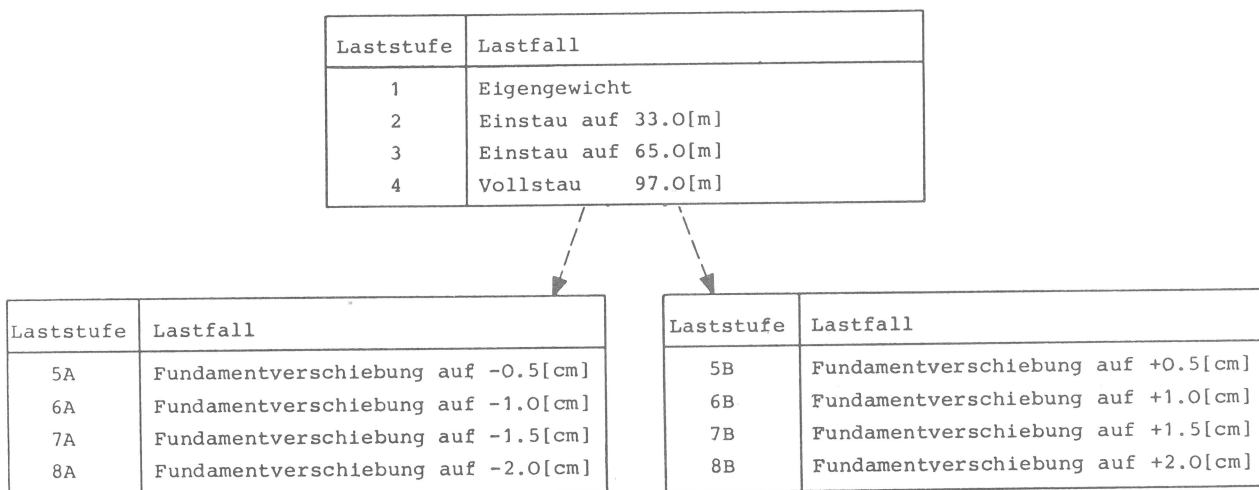 Laststufe Lastfall
1 Eigengewicht
2 Einstau auf 33.0[m]
3 Einstau auf 65.0[m]
4 Vollstau 97.0[m]
Laststufe Lastfall
5A Fundamentverschiebung auf -0.5[cm]
6A Fundamentverschiebung auf -1.0[cm]
7A Fundamentverschiebung auf -1.5[cm]
8A Fundamentverschiebung auf -2.0[cm]
Laststufe Lastfall
5B Fundamentverschiebung auf +0.5[cm]
6B Fundamentverschiebung auf +1.0[cm]
7B Fundamentverschiebung auf +1.5[cm]
8B Fundamentverschiebung auf +2.0[cm]